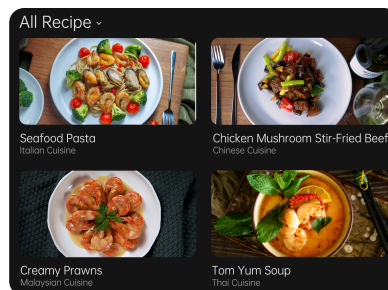 All Recipe
Seafood Pasta
Italian Cuisine
Chicken Mushroom Stir-Fried Beef
Chinese Cuisine
Creamy Prawns
Malaysian Cuisine
Tom Yum Soup
Thai Cuisine